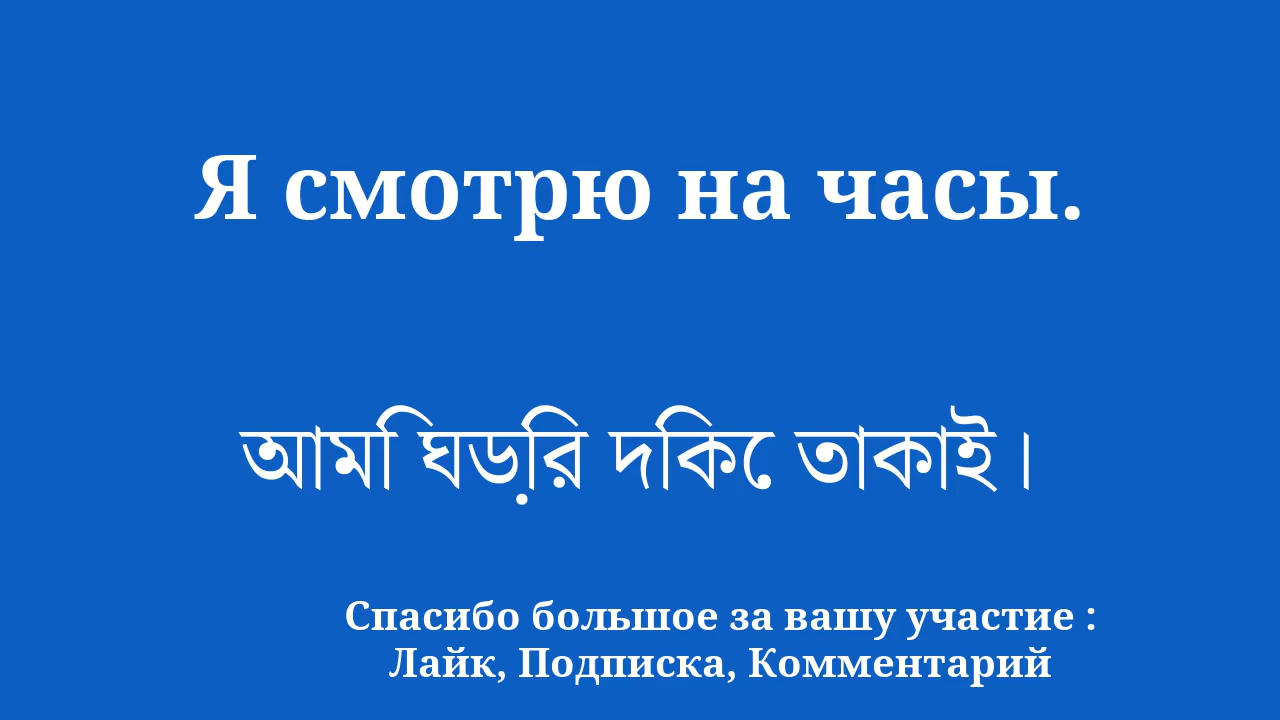 Я смотрю на часы.
আমি ঘড়ির দিকে তাকাই।
Спасибо большое за вашу участие :
Лайк, Подписка, Комментарий